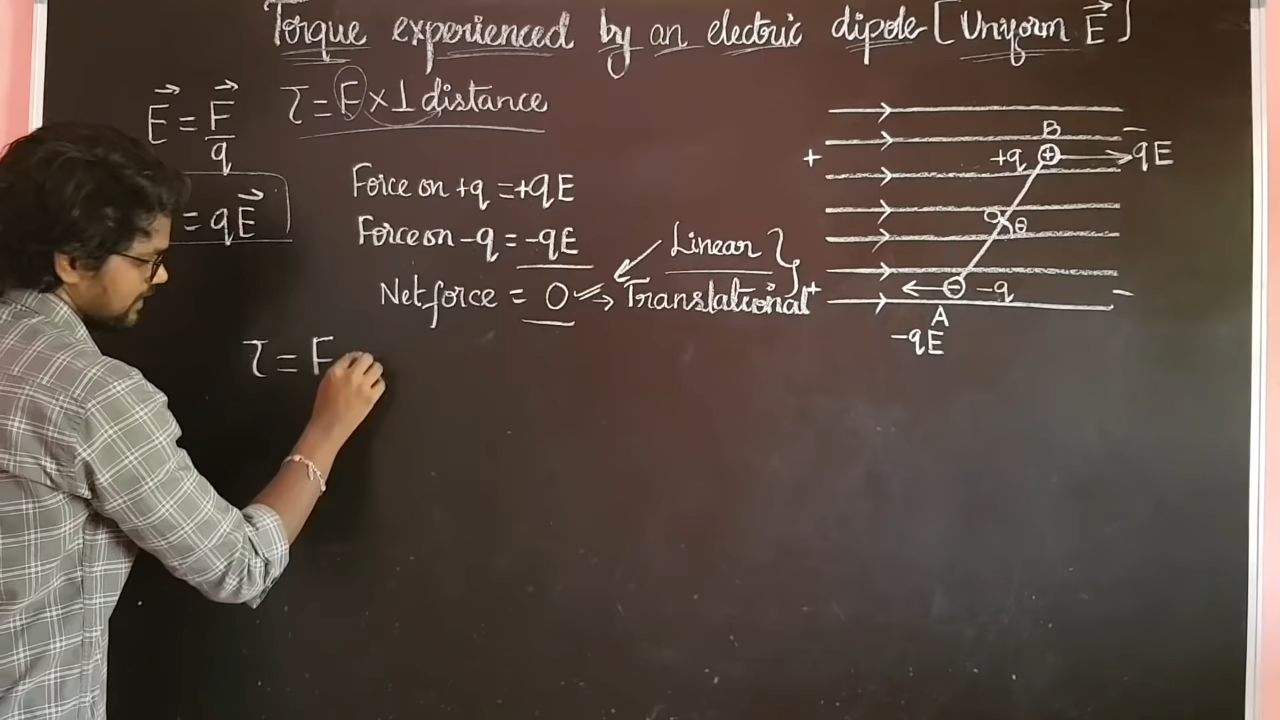 Torque experienced by an electric dipole [Uniform E⃗]
E⃗ = F⃗/q
τ = F × ⊥ distance
= qE⃗
Force on +q = +qE
Force on -q = -qE
Net force = 0
Linear
Translational
τ = F
B
+
+q
+
-
qE
O
θ
+
-
-q
-
A
-qE